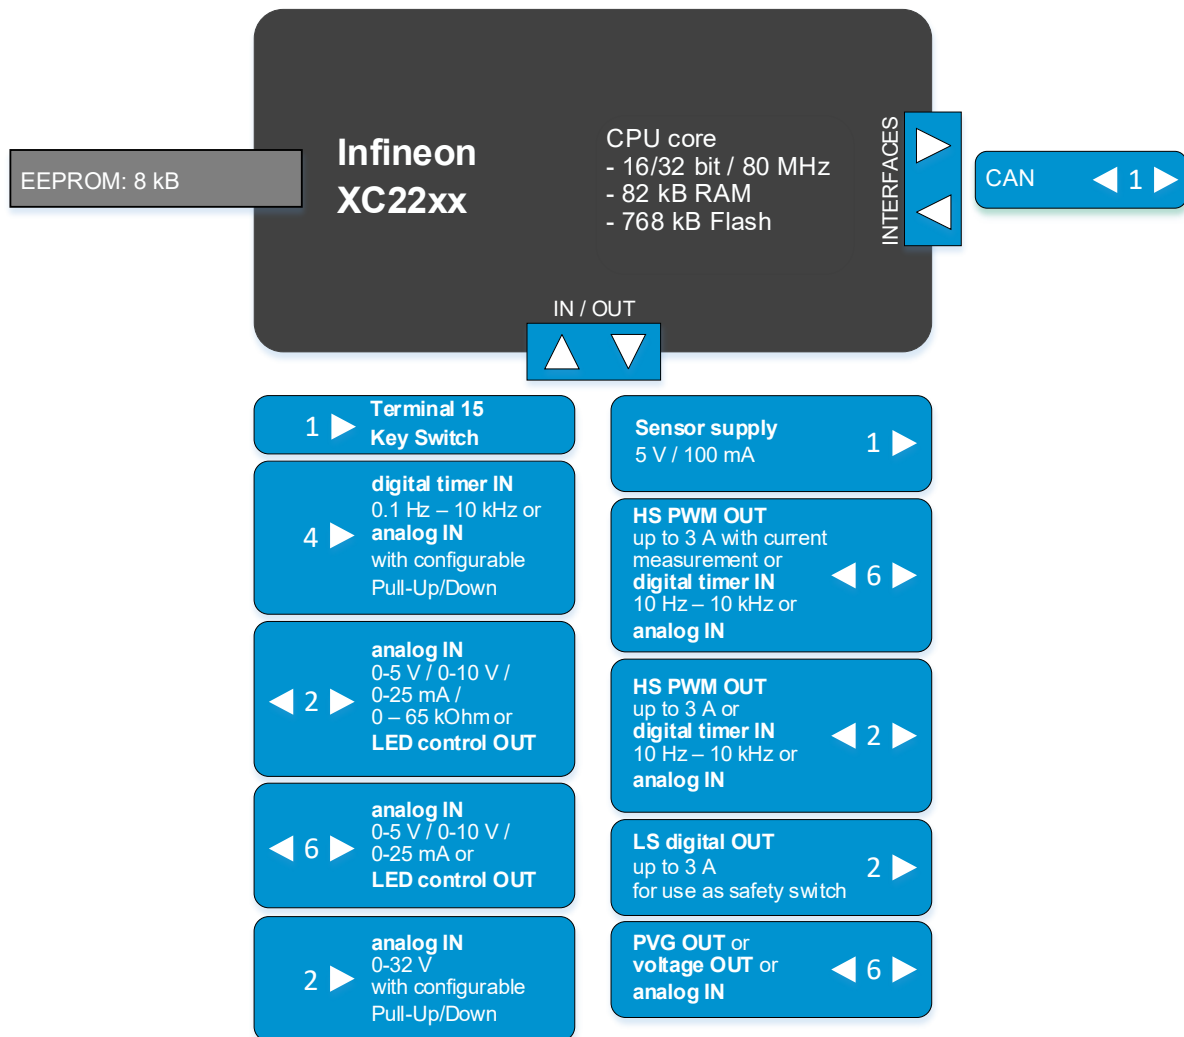 EEPROM: 8 kB
Infineon
XC22xx
CPU core
- 16/32 bit / 80 MHz
- 82 kB RAM
- 768 kB Flash
INTERFACES
CAN
1
IN / OUT
1
Terminal 15
Key Switch
4
digital timer IN
0.1 Hz – 10 kHz or
analog IN
with configurable
Pull-Up/Down
2
analog IN
0-5 V / 0-10 V /
0-25 mA /
0 – 65 kOhm or
LED control OUT
6
analog IN
0-5 V / 0-10 V /
0-25 mA or
LED control OUT
2
analog IN
0-32 V
with configurable
Pull-Up/Down
Sensor supply
5 V / 100 mA
1
HS PWM OUT
up to 3 A with current
measurement or
digital timer IN
10 Hz – 10 kHz or
analog IN
6
HS PWM OUT
up to 3 A or
digital timer IN
10 Hz – 10 kHz or
analog IN
2
LS digital OUT
up to 3 A
for use as safety switch
2
PVG OUT or
voltage OUT or
analog IN
6